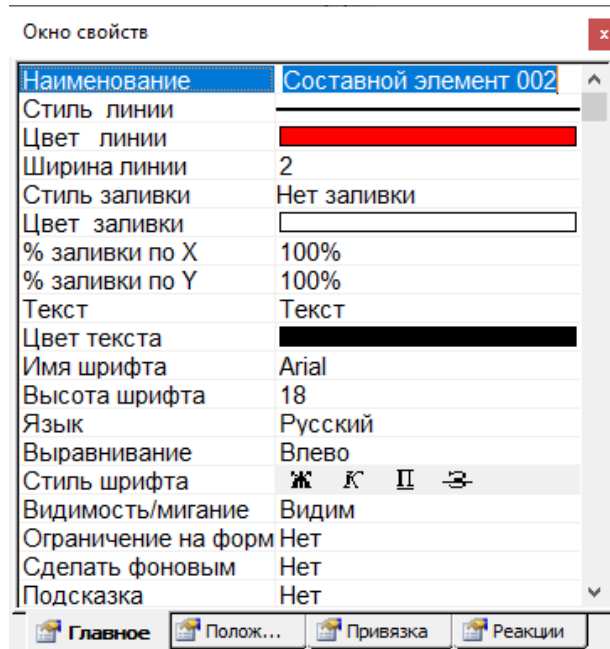 Окно свойств
x
Наименование Составной элемент 002
Стиль линии
Цвет линии
Ширина линии 2
Стиль заливки Нет заливки
Цвет заливки
% заливки по X 100%
% заливки по Y 100%
Текст Текст
Цвет текста
Имя шрифта Arial
Высота шрифта 18
Язык Русский
Выравнивание Влево
Стиль шрифта Ж К П З
Видимость/мигание Видим
Ограничение на форм Нет
Сделать фоновым Нет
Подсказка Нет
Главное Полож... Привязка Реакции